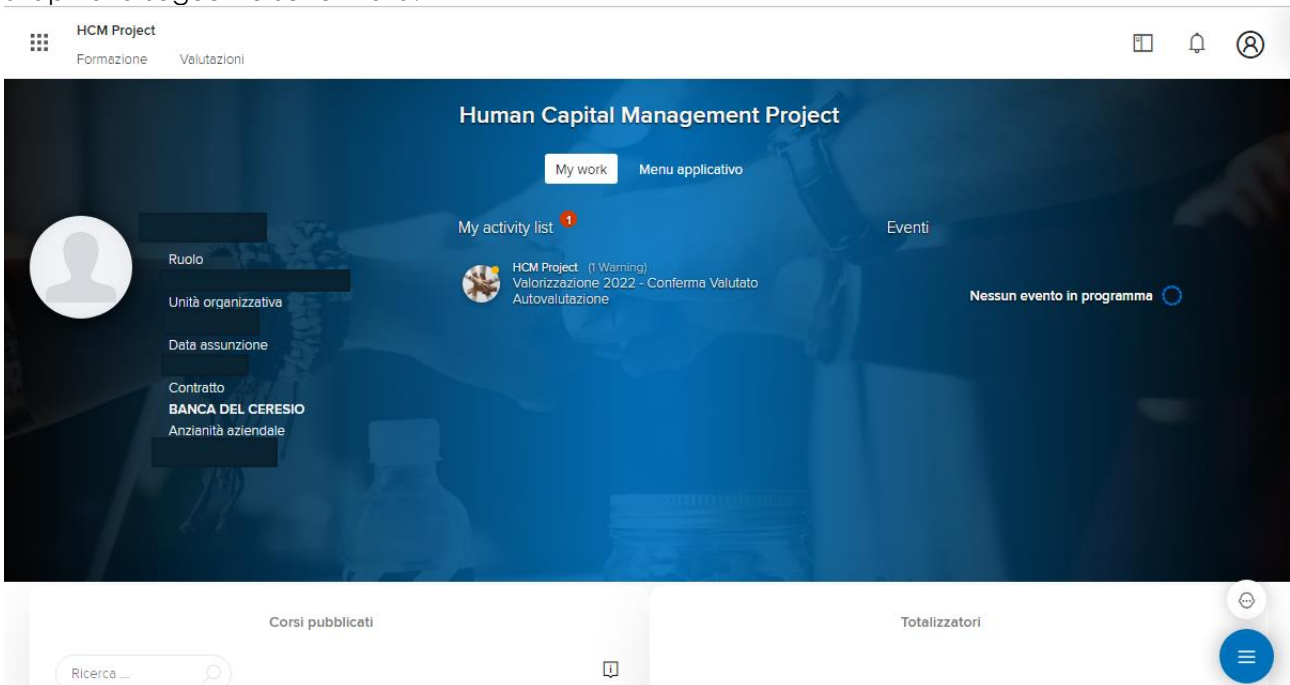 HCM Project
Formazione Valutazioni
Human Capital Management Project
My work Menu applicativo
My activity list 1
Eventi
Ruolo
HCM Project (1 Warning)
Valorizzazione 2022 - Conferma Valutato
Autovalutazione
Unità organizzativa
Nessun evento in programma
Data assunzione
Contratto
BANCA DEL CERESIO
Anzianità aziendale
Corsi pubblicati
Totalizzatori
Ricerca ...